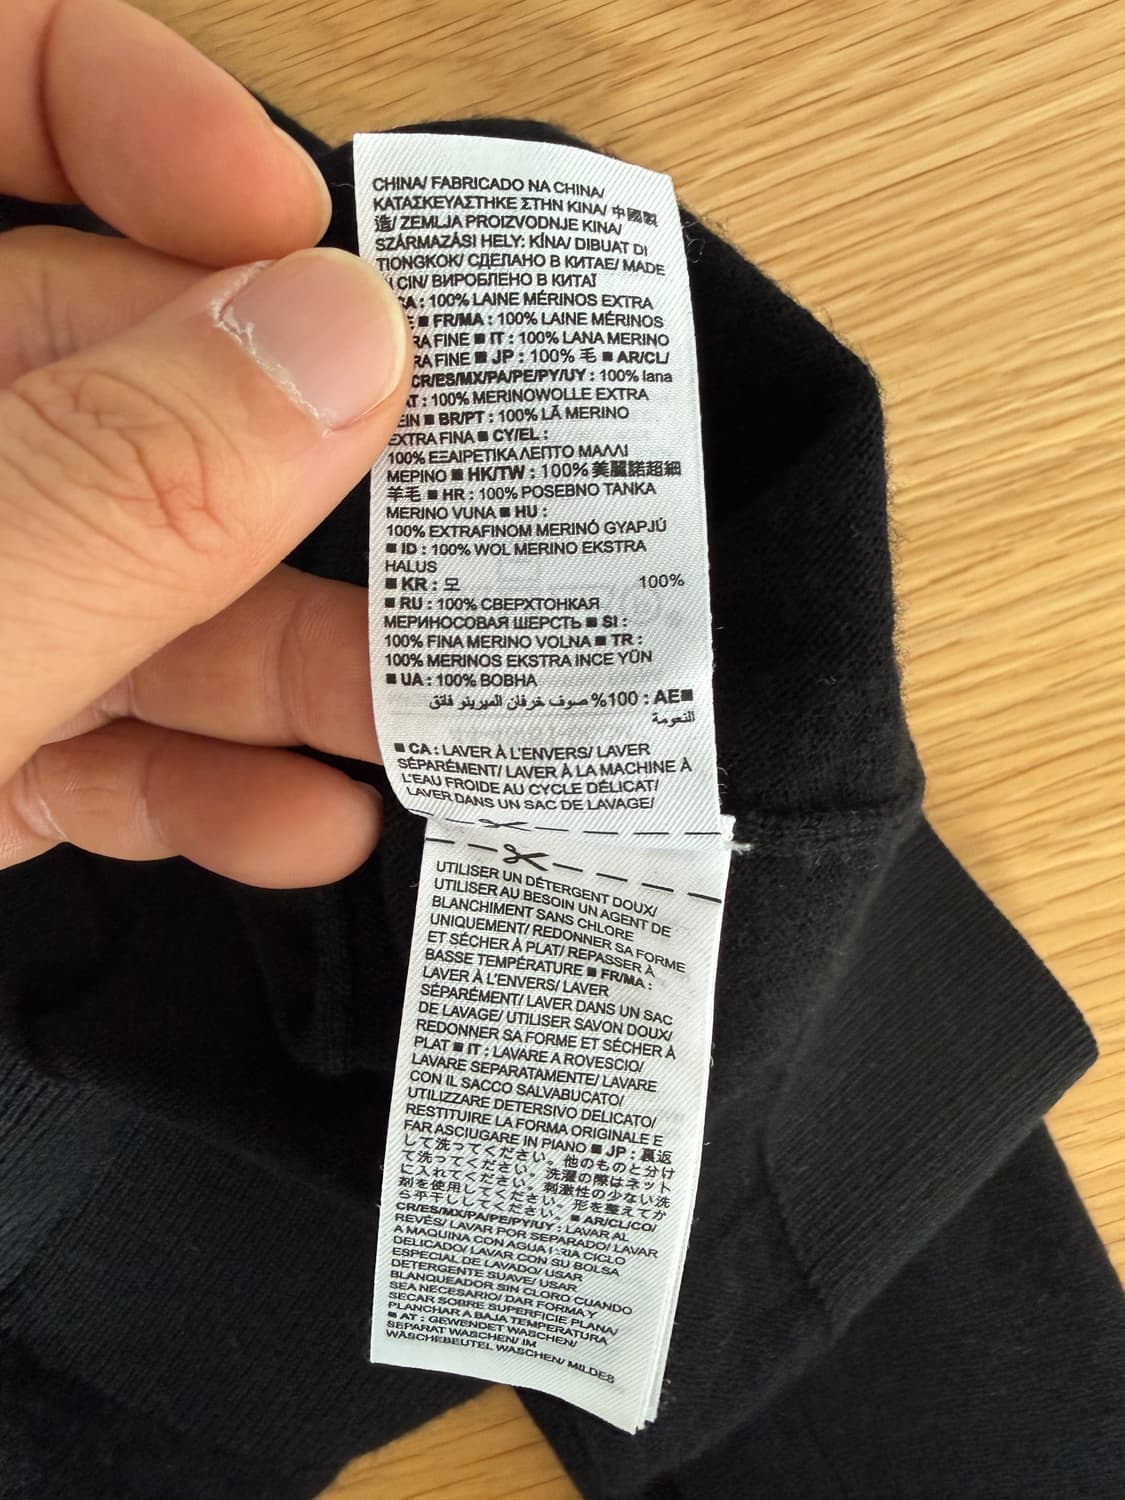 CHINA/ FABRICADO NA CHINA/
ΚΑΤΑΣΚΕΥΑΣΤΗΚΕ ΣΤΗΝ ΚΙΝΑ/ 中國製
造/ ZEMLJA PROIZVODNJE KINA/
SZÁRMAZÁSI HELY: KÍNA/ DIBUAT DI
TIONGKOK/ СДЕЛАНО В КИТАЕ/ MADE
CIN/ ВИРОБЛЕНО В КИТАЇ
CA : 100% LAINE MÉRINOS EXTRA
■ FR/MA : 100% LAINE MÉRINOS
FINE ■ IT : 100% LANA MERINO
FINE ■ JP : 100% 毛 ■ AR/CL/
CR/ES/MX/PA/PE/PY/UY : 100% lana
AT : 100% MERINOWOLLE EXTRA
■ BR/PT : 100% LÃ MERINO
EXTRA FINA ■ CY/EL :
100% ΕΞΑΙΡΕΤΙΚΑ ΛΕΠΤΟ ΜΑΛΛΙ
ΜΕΡΙΝΟ ■ HK/TW : 100% 美麗諾超細
羊毛 ■ HR : 100% POSEBNO TANKA
MERINO VUNA ■ HU :
100% EXTRAFINOM MERINÓ GYAPJÚ
■ ID : 100% WOL MERINO EKSTRA
HALUS
■ KR : 모 100%
■ RU : 100% СВЕРХТОНКАЯ
МЕРИНОСОВАЯ ШЕРСТЬ ■ SI :
100% FINA MERINO VOLNA ■ TR :
100% MERINOS EKSTRA INCE YÜN
■ UA : 100% ВОВНА
■AE : 100% صوف خرفان الميرينو فائق
النعومة
■ CA : LAVER À L'ENVERS/ LAVER
SÉPARÉMENT/ LAVER À LA MACHINE À
L'EAU FROIDE AU CYCLE DÉLICAT/
LAVER DANS UN SAC DE LAVAGE/
UTILISER UN DÉTERGENT DOUX/
UTILISER AU BESOIN UN AGENT DE
BLANCHIMENT SANS CHLORE
UNIQUEMENT/ REDONNER SA FORME
ET SÉCHER À PLAT/ REPASSER À
BASSE TEMPÉRATURE ■ FR/MA :
LAVER À L'ENVERS/ LAVER
SÉPARÉMENT/ LAVER DANS UN SAC
DE LAVAGE/ UTILISER SAVON DOUX/
REDONNER SA FORME ET SÉCHER À
PLAT ■ IT : LAVARE A ROVESCIO/
LAVARE SEPARATAMENTE/ LAVARE
CON IL SACCO SALVABUCATO/
UTILIZZARE DETERSIVO DELICATO/
RESTITUIRE LA FORMA ORIGINALE E
FAR ASCIUGARE IN PIANO ■ JP : 裏返
して洗ってください。他のものと分け
て洗ってください。洗濯の際はネット
に入れてください。刺激性の少ない洗
剤を使用してください。形を整えてか
ら平干ししてください。■ AR/CL/CO/
CR/ES/MX/PA/PE/PY/UY : LAVAR AL
REVÉS/ LAVAR POR SEPARADO/ LAVAR
A MAQUINA CON AGUA FRIA CICLO
DELICADO/ LAVAR CON SU BOLSA
ESPECIAL DE LAVADO/ USAR
DETERGENTE SUAVE/ USAR
BLANQUEADOR SIN CLORO CUANDO
SEA NECESARIO/ DAR FORMA Y
SECAR SOBRE SUPERFICIE PLANA/
PLANCHAR A BAJA TEMPERATURA
■ AT : GEWENDET WASCHEN/
SEPARAT WASCHEN/ IM
WÄSCHEBEUTEL WASCHEN/ MILDES